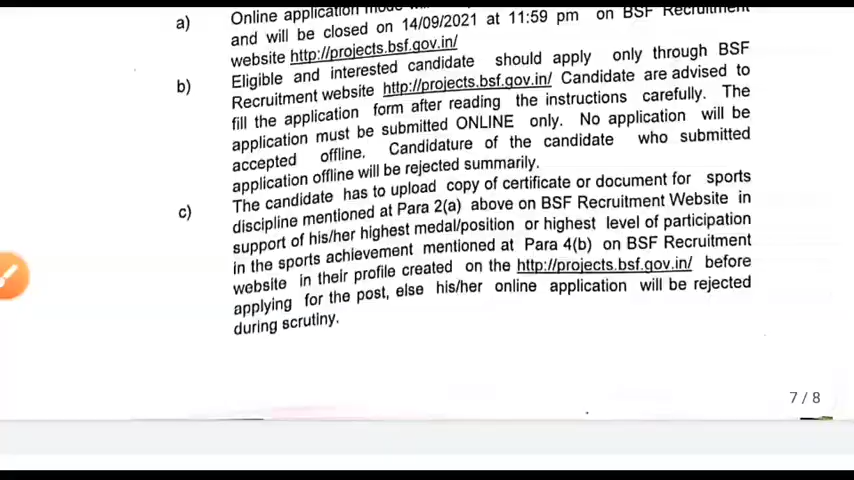 a) Online application mode
and will be closed on 14/09/2021 at 11:59 pm on BSF Recruitment
website http://projects.bsf.gov.in/
b) Eligible and interested candidate should apply only through BSF
Recruitment website http://projects.bsf.gov.in/ Candidate are advised to
fill the application form after reading the instructions carefully. The
application must be submitted ONLINE only. No application will be
accepted offline. Candidature of the candidate who submitted
application offline will be rejected summarily.
c) The candidate has to upload copy of certificate or document for sports
discipline mentioned at Para 2(a) above on BSF Recruitment Website in
support of his/her highest medal/position or highest level of participation
in the sports achievement mentioned at Para 4(b) on BSF Recruitment
website in their profile created on the http://projects.bsf.gov.in/ before
applying for the post, else his/her online application will be rejected
during scrutiny.
7 / 8